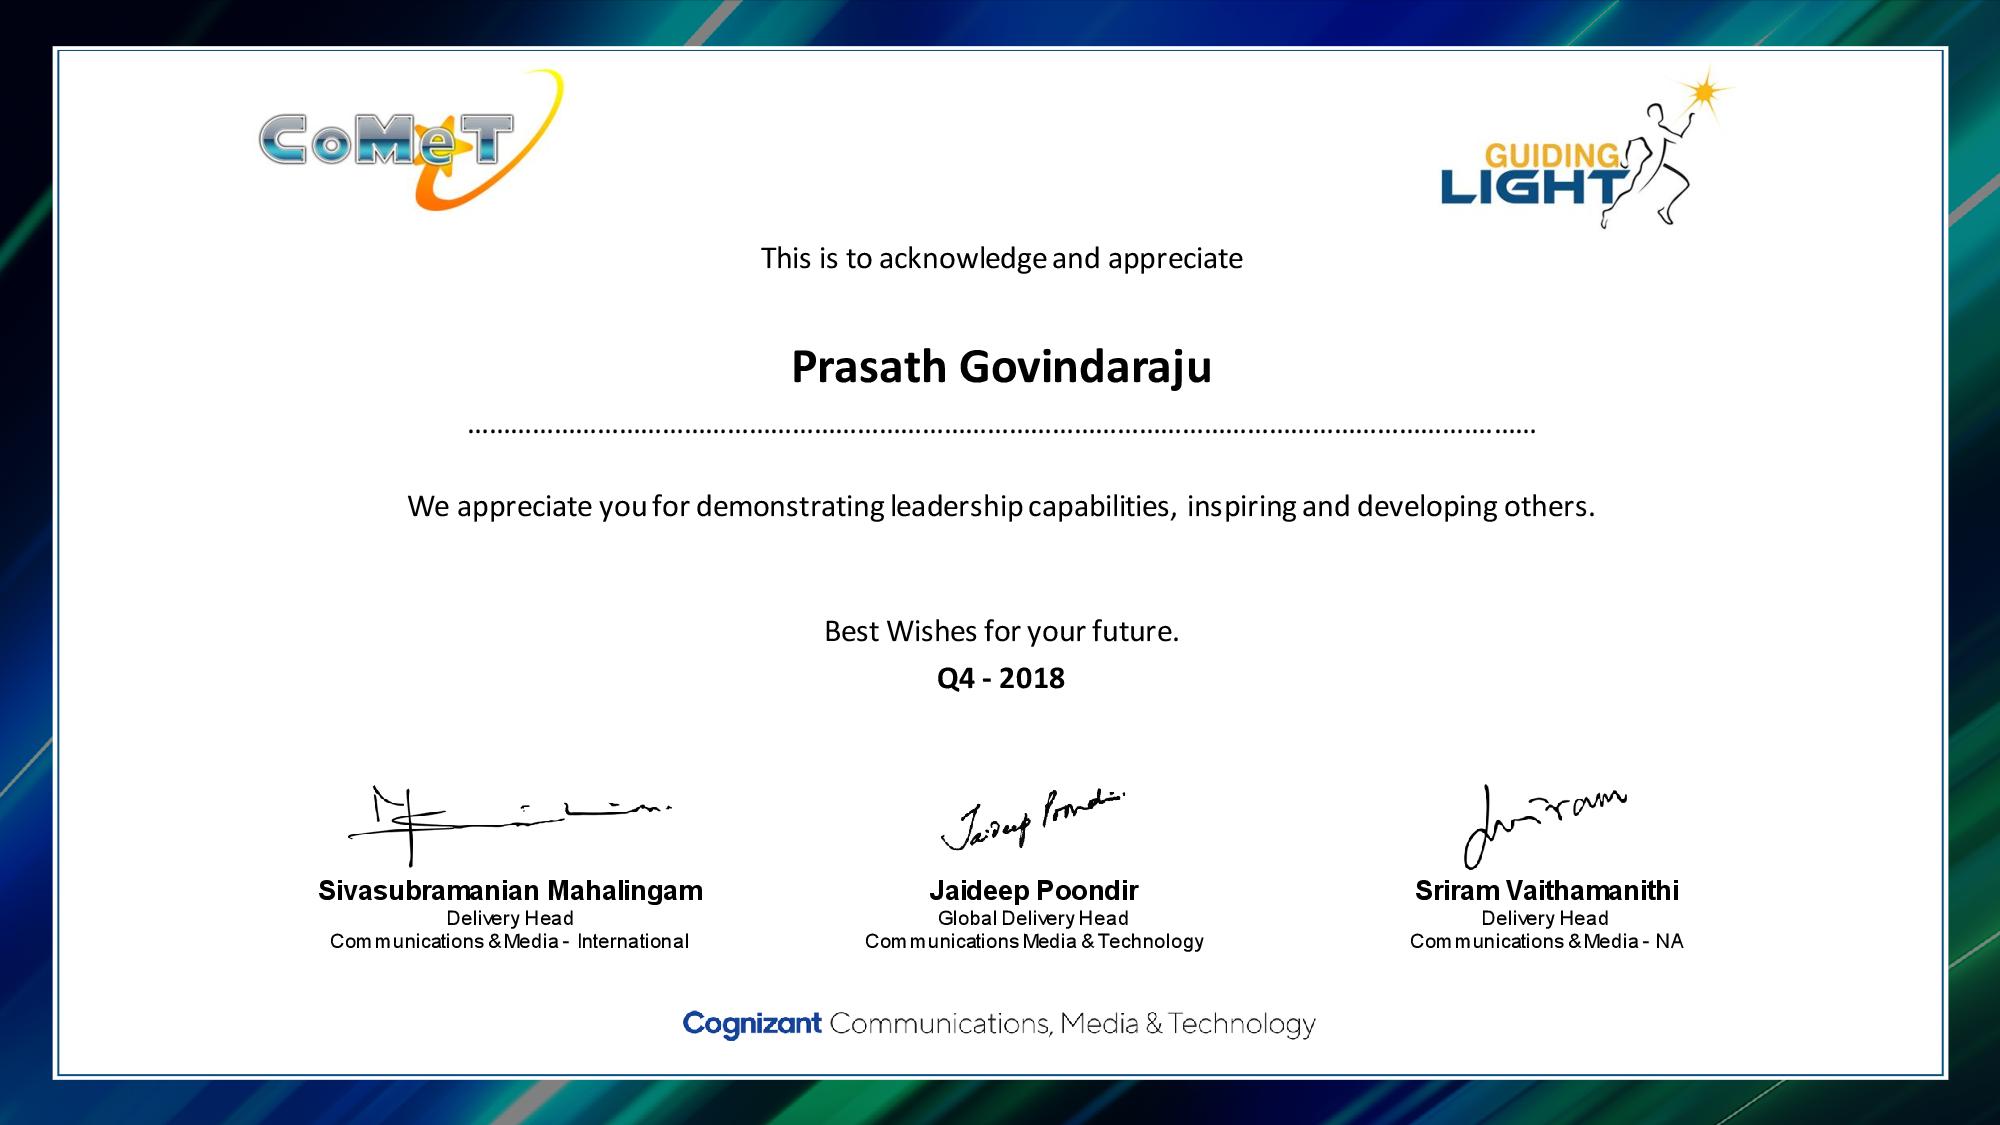 CoMeT
GUIDING
LIGHT
This is to acknowledge and appreciate
Prasath Govindaraju
We appreciate you for demonstrating leadership capabilities, inspiring and developing others.
Best Wishes for your future.
Q4 - 2018
Jaideep Poondir
Sriram
Sivasubramanian Mahalingam
Delivery Head
Communications & Media - International
Jaideep Poondir
Global Delivery Head
Communications Media & Technology
Sriram Vaithamanithi
Delivery Head
Communications & Media - NA
Cognizant Communications, Media & Technology